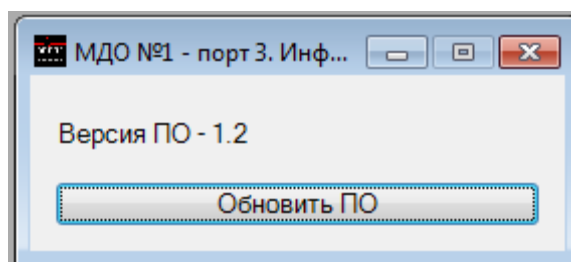 МДО №1 - порт 3. Инф...
Версия ПО - 1.2
Обновить ПО